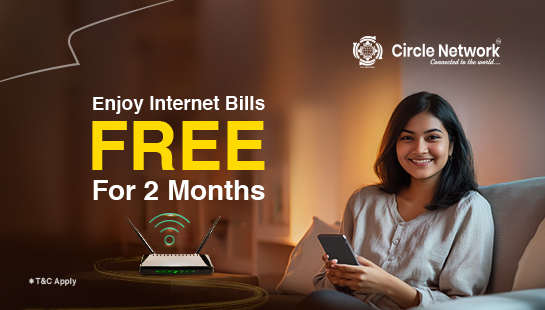 Circle Network
Connected to the world....
Enjoy Internet Bills
FREE
For 2 Months
* T&C Apply